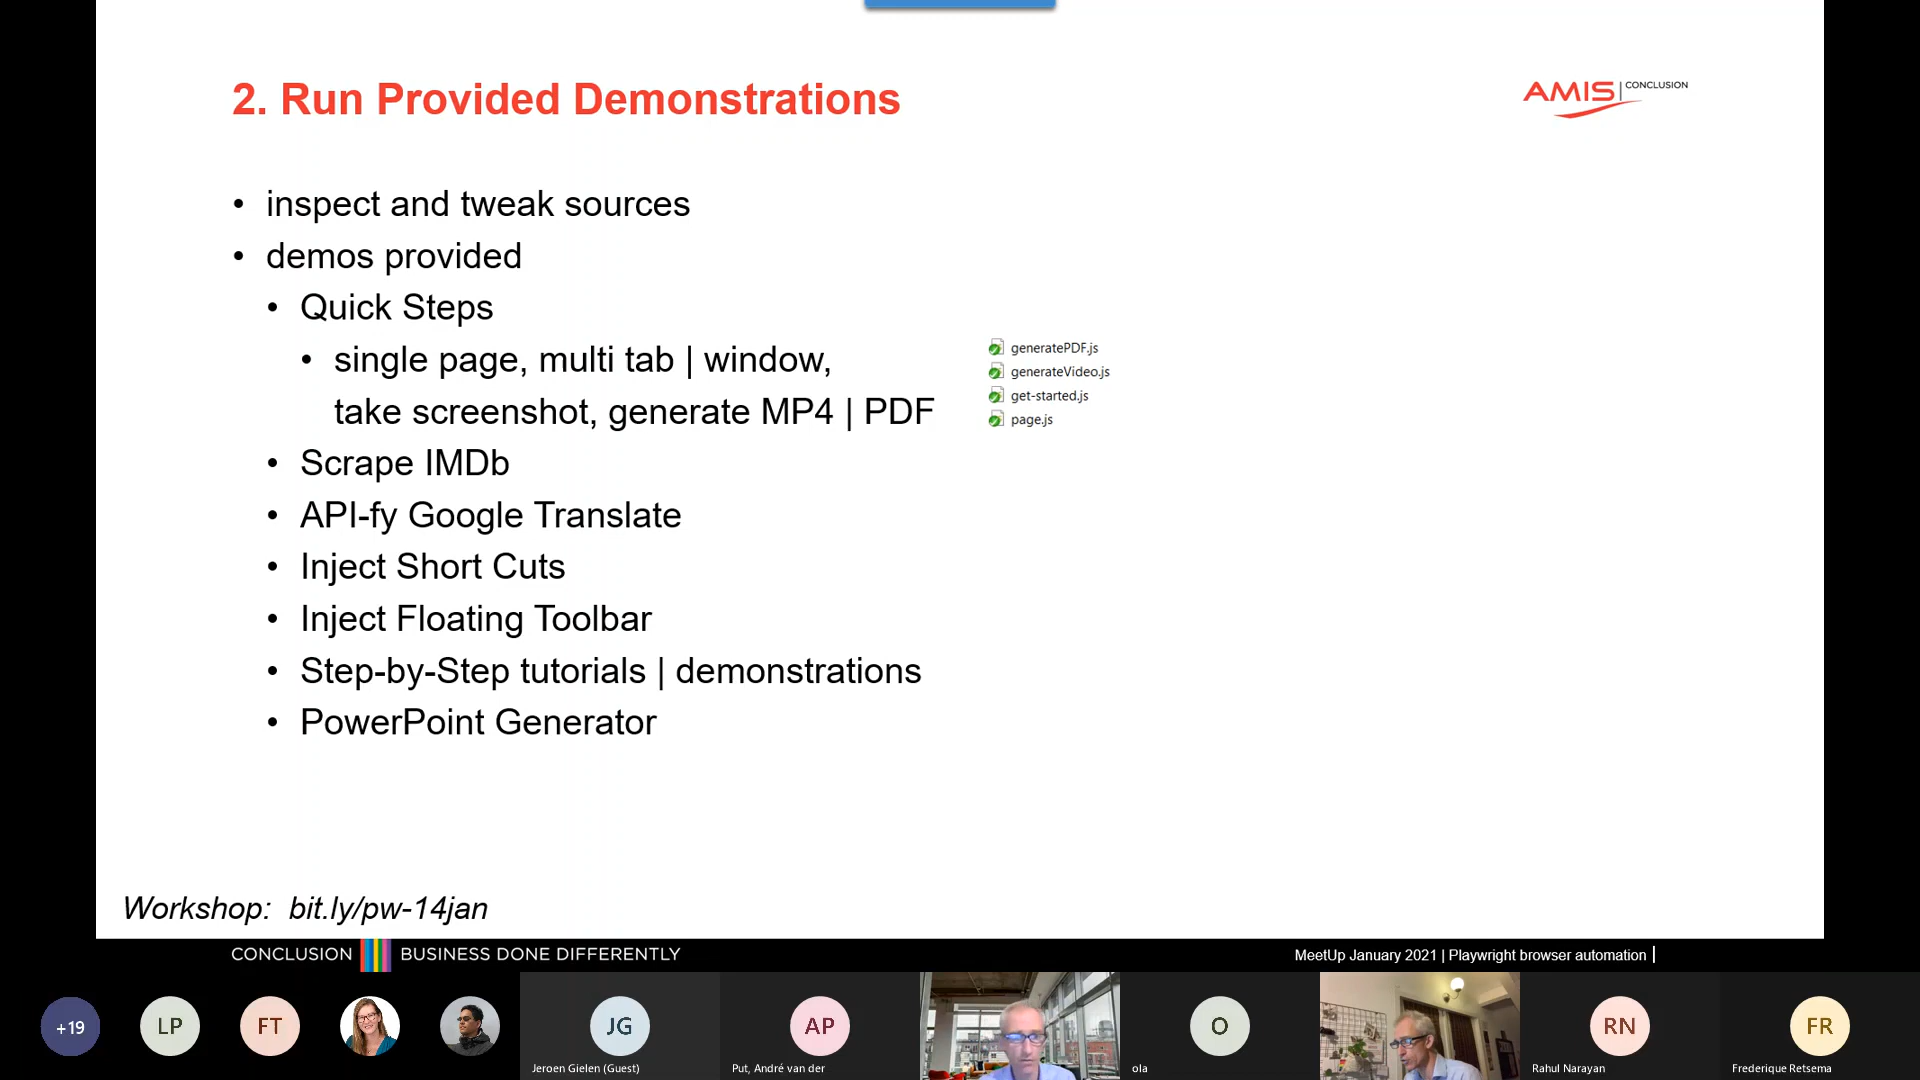 2. Run Provided Demonstrations
AMIS | CONCLUSION
• inspect and tweak sources
• demos provided
• Quick Steps
• single page, multi tab | window,
take screenshot, generate MP4 | PDF
generatePDF.js
generateVideo.js
get-started.js
page.js
• Scrape IMDb
• API-fy Google Translate
• Inject Short Cuts
• Inject Floating Toolbar
• Step-by-Step tutorials | demonstrations
• PowerPoint Generator
Workshop: bit.ly/pw-14jan
CONCLUSION BUSINESS DONE DIFFERENTLY
MeetUp January 2021 | Playwright browser automation |
+19
LP
FT
JG
Jeroen Gielen (Guest)
AP
Put, André van der
O
ola
RN
Rahul Narayan
FR
Frederique Retsema